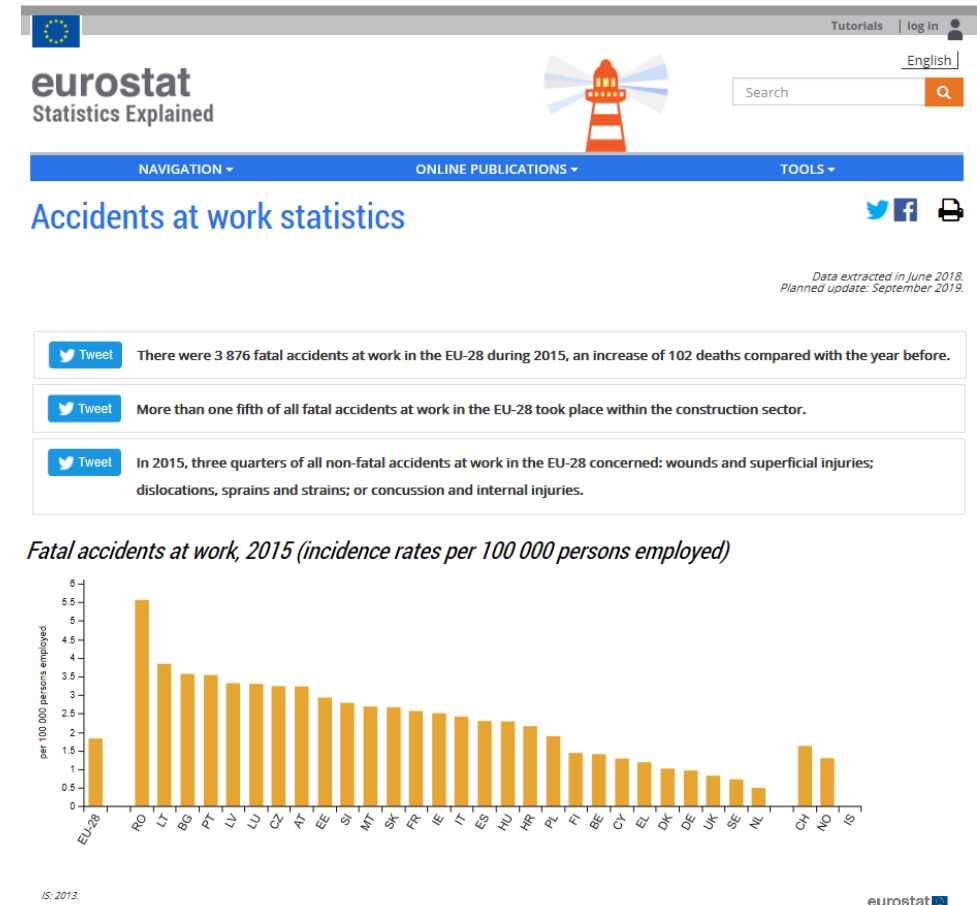 Tutorials | log in
English
eurostat
Statistics Explained
Search
NAVIGATION ONLINE PUBLICATIONS TOOLS
Accidents at work statistics
Data extracted in June 2018.
Planned update: September 2019.
Tweet There were 3 876 fatal accidents at work in the EU-28 during 2015, an increase of 102 deaths compared with the year before.
Tweet More than one fifth of all fatal accidents at work in the EU-28 took place within the construction sector.
Tweet In 2015, three quarters of all non-fatal accidents at work in the EU-28 concerned: wounds and superficial injuries;
dislocations, sprains and strains; or concussion and internal injuries.
Fatal accidents at work, 2015 (incidence rates per 100 000 persons employed)
per 100 000 persons employed
6
5.5
5
4.5
4
3.5
3
2.5
2
1.5
1
0.5
0
EU-28 RO LT BG PT LV LU CZ AT EE SI MT SK FR IE IT ES HU HR PL FI BE CY EL DK DE UK SE NL CH NO IS
IS: 2013.
eurostat